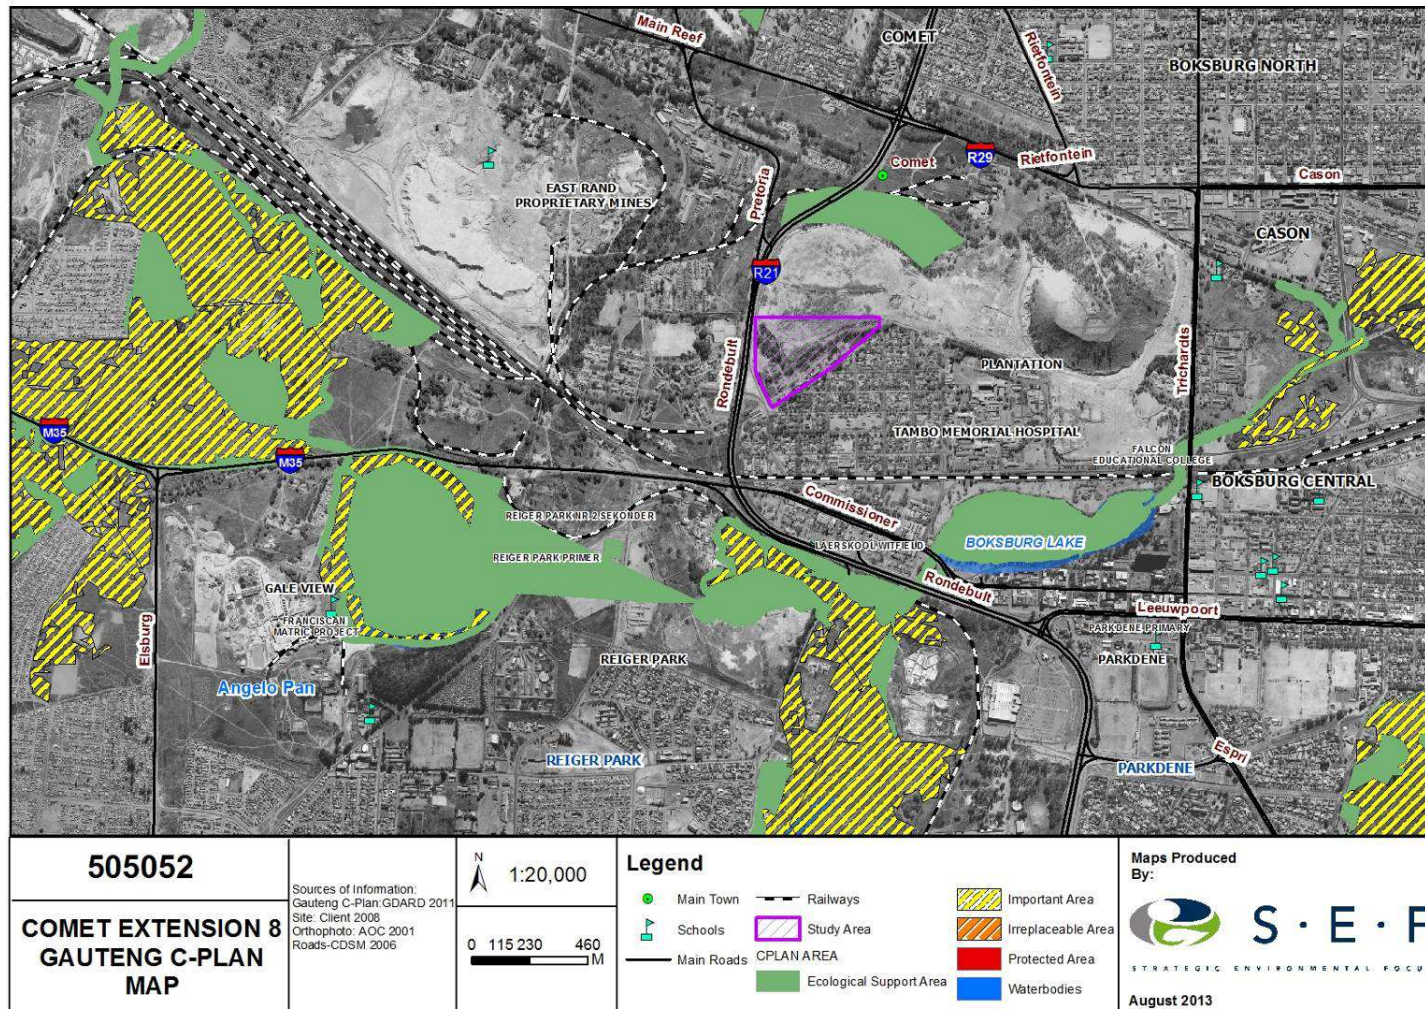 Main Reef
COMET
Rietfontein
BOKSBURG NORTH
Comet
R29
Rietfontein
Cason
EAST RAND
PROPRIETARY MINES
Pretoria
CASON
R21
Rondebult
PLANTATION
Trichardts
M35
M35
TAMBO MEMORIAL HOSPITAL
FALCON
EDUCATIONAL COLLEGE
BOKSBURG CENTRAL
Commissioner
REIGER PARK NR 2 SEKONDER
BOKSBURG LAKE
LAERSKOOL WITFIELD
REIGER PARK PRIMER
GALE VIEW
Rondebult
Leeuwpoort
FRANCISCAN
MATRIC PROJECT
PARKDENE PRIMARY
Elsburg
REIGER PARK
PARKDENE
Angelo Pan
Espri
REIGER PARK
PARKDENE
505052
COMET EXTENSION 8
GAUTENG C-PLAN
MAP
Sources of Information:
Gauteng C-Plan:GDARD 2011
Site: Client 2008
Orthophoto: AOC 2001
Roads-CDSM 2006
N
1:20,000
0 115 230 460
M
Legend
Main Town
Schools
Main Roads
Railways
Study Area
CPLAN AREA
Ecological Support Area
Important Area
Irreplaceable Area
Protected Area
Waterbodies
Maps Produced
By:
S·E·F
STRATEGIC ENVIRONMENTAL FOCU
August 2013